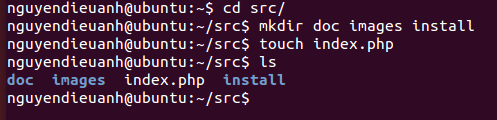 nguyendieuanh@ubuntu:~$ cd src/
nguyendieuanh@ubuntu:~/src$ mkdir doc images install
nguyendieuanh@ubuntu:~/src$ touch index.php
nguyendieuanh@ubuntu:~/src$ ls
doc  images  index.php  install
nguyendieuanh@ubuntu:~/src$